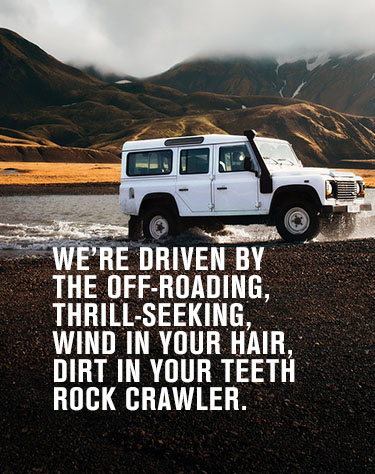 WE'RE DRIVEN BY
THE OFF-ROADING,
THRILL-SEEKING,
WIND IN YOUR HAIR,
DIRT IN YOUR TEETH
ROCK CRAWLER.